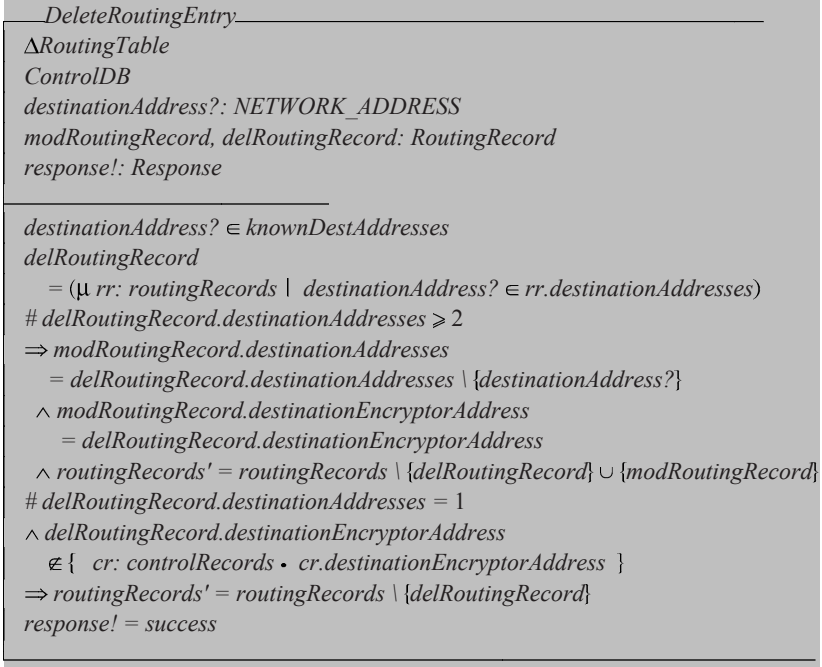 DeleteRoutingEntry
ΔRoutingTable
ControlDB
destinationAddress?: NETWORK_ADDRESS
modRoutingRecord, delRoutingRecord: RoutingRecord
response!: Response
destinationAddress? ∈ knownDestAddresses
delRoutingRecord
= (μ rr: routingRecords | destinationAddress? ∈ rr.destinationAddresses)
# delRoutingRecord.destinationAddresses ⩾ 2
⇒ modRoutingRecord.destinationAddresses
= delRoutingRecord.destinationAddresses \ {destinationAddress?}
∧ modRoutingRecord.destinationEncryptorAddress
= delRoutingRecord.destinationEncryptorAddress
∧ routingRecords' = routingRecords \ {delRoutingRecord} ∪ {modRoutingRecord}
# delRoutingRecord.destinationAddresses = 1
∧ delRoutingRecord.destinationEncryptorAddress
∉ { cr: controlRecords • cr.destinationEncryptorAddress }
⇒ routingRecords' = routingRecords \ {delRoutingRecord}
response! = success